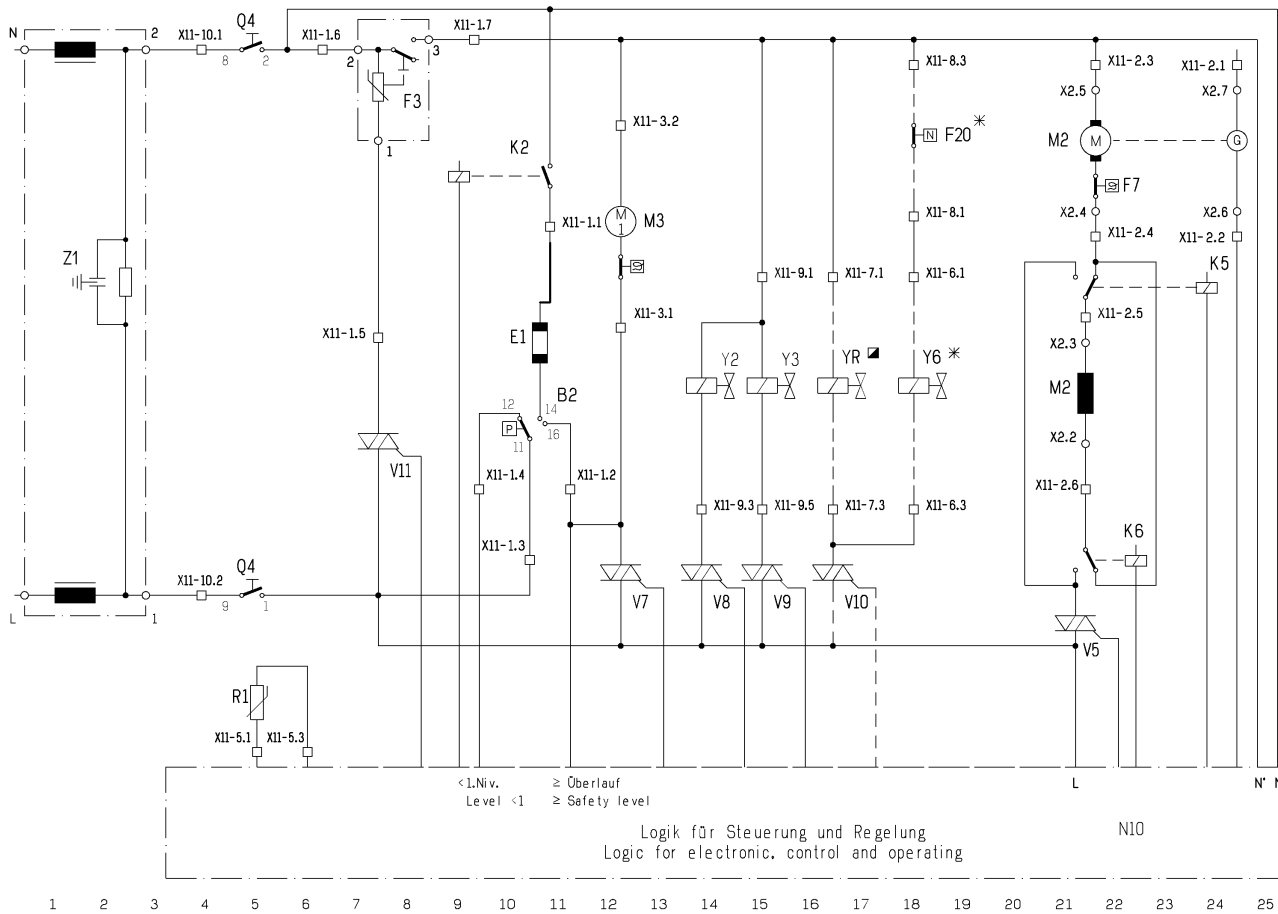 N
2
X11-10.1
Q4
8
2
X11-1.6
2
3
X11-1.7
F3
1
X11-8.3
X11-2.3
X11-2.1
X2.5
X2.7
X11-3.2
N
F20
*
M2
M
G
K2
F7
M
1
M3
X11-1.1
X11-8.1
X2.4
X2.6
X11-2.4
X11-2.2
Z1
X11-9.1
X11-7.1
X11-6.1
K5
X11-3.1
X11-2.5
X11-1.5
E1
X2.3
Y2
Y3
YR
Y6
*
M2
B2
12
14
P
11
16
V11
X2.2
X11-1.4
X11-1.2
X11-2.6
X11-9.3
X11-9.5
X11-7.3
X11-6.3
X11-1.3
K6
X11-10.2
Q4
L
1
9
1
V7
V8
V9
V10
V5
R1
X11-5.1
X11-5.3
<1.Niv.
≥ Überlauf
Level <1
≥ Safety level
L
N'
N
Logik für Steuerung und Regelung
N10
Logic for electronic, control and operating
1 2 3 4 5 6 7 8 9 10 11 12 13 14 15 16 17 18 19 20 21 22 23 24 25